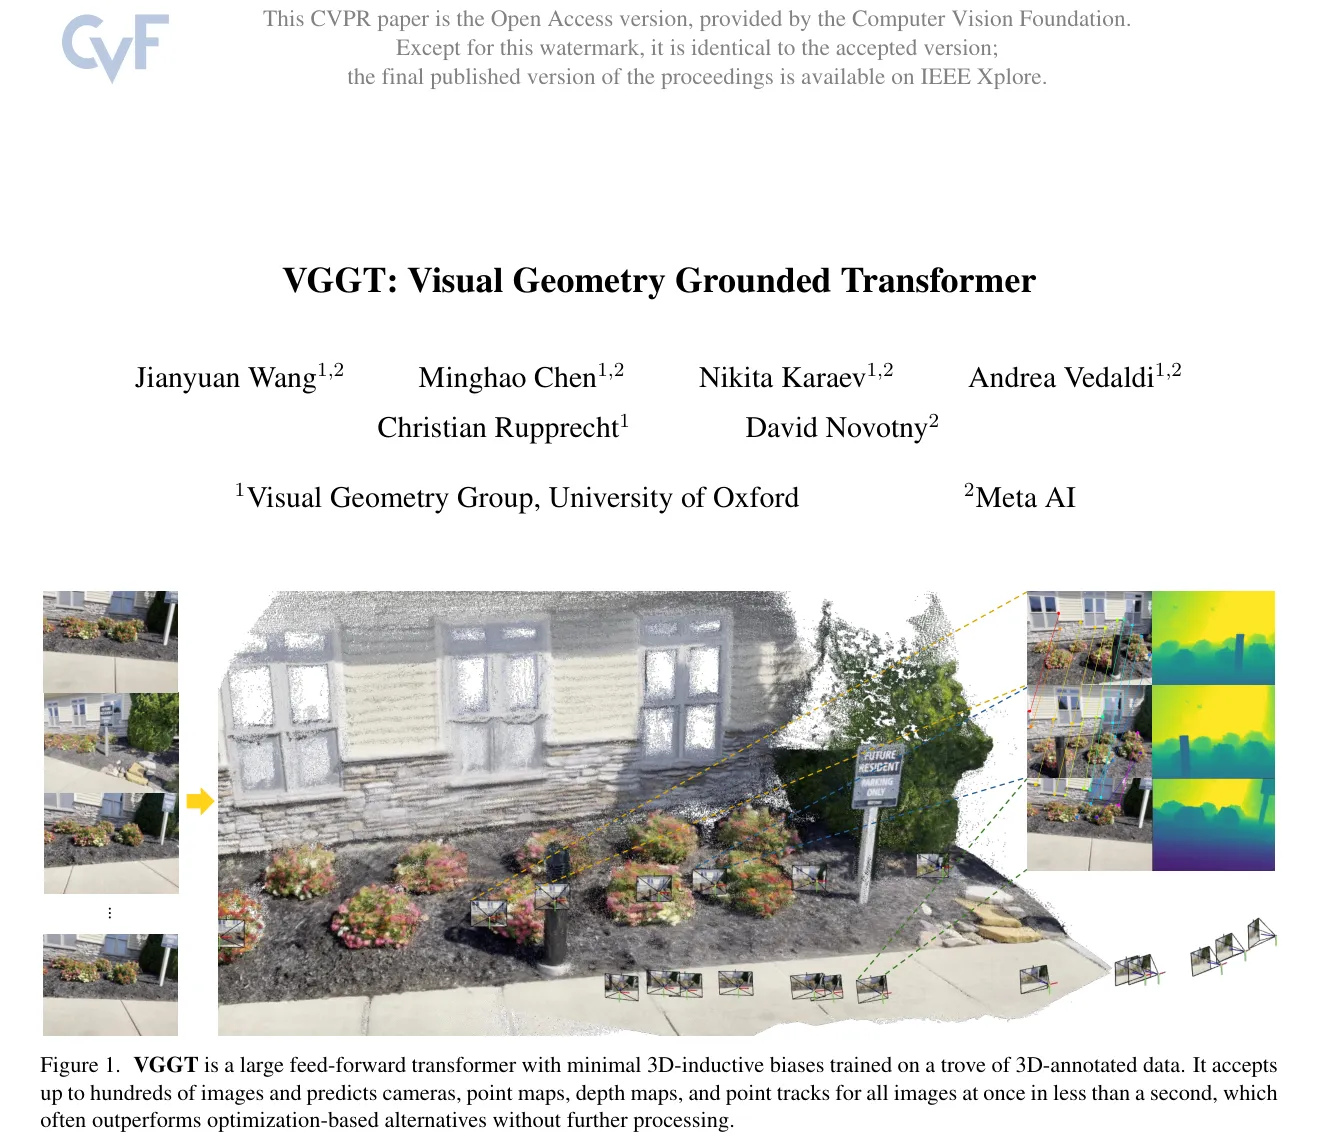 CVF
This CVPR paper is the Open Access version, provided by the Computer Vision Foundation.
Except for this watermark, it is identical to the accepted version;
the final published version of the proceedings is available on IEEE Xplore.
VGGT: Visual Geometry Grounded Transformer
Jianyuan Wang¹,² Minghao Chen¹,² Nikita Karaev¹,² Andrea Vedaldi¹,²
Christian Rupprecht¹ David Novotny²
¹Visual Geometry Group, University of Oxford ²Meta AI
FUTURE
RESIDENT
PARKING
ONLY
Figure 1. VGGT is a large feed-forward transformer with minimal 3D-inductive biases trained on a trove of 3D-annotated data. It accepts
up to hundreds of images and predicts cameras, point maps, depth maps, and point tracks for all images at once in less than a second, which
often outperforms optimization-based alternatives without further processing.